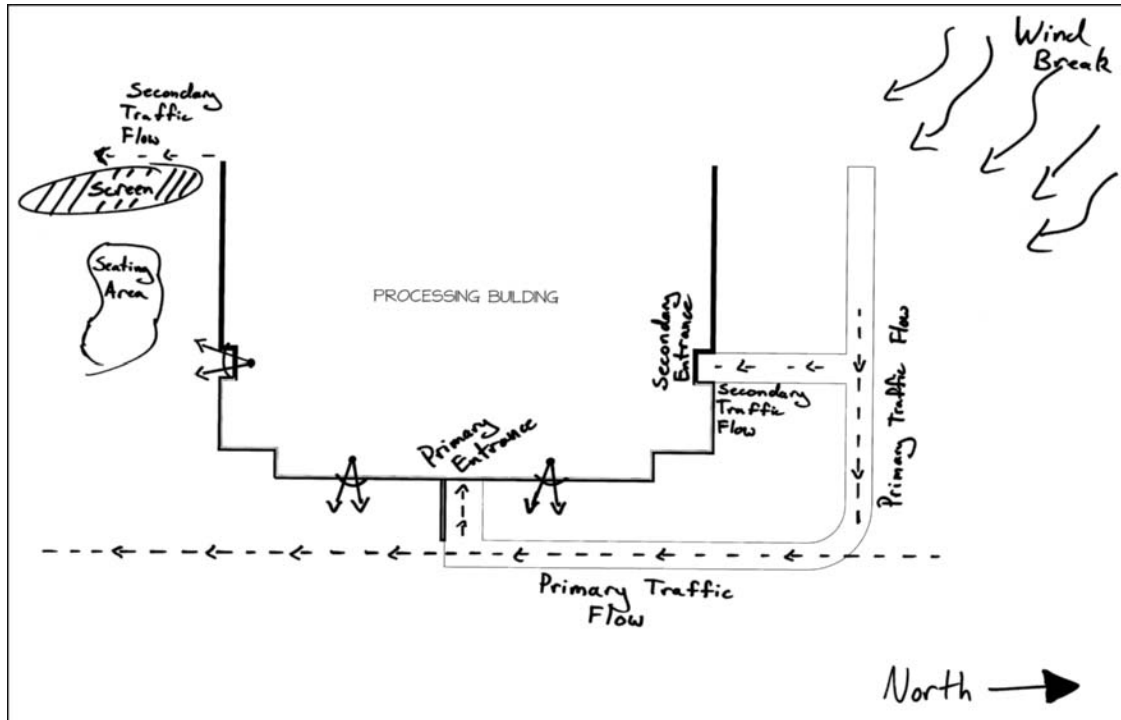 Wind
Break
Secondary
Traffic
Flow
Screen
Seating
Area
PROCESSING BUILDING
Secondary
Entrance
Secondary
Traffic
Flow
Primary Traffic Flow
Primary
Entrance
Primary Traffic
Flow
North